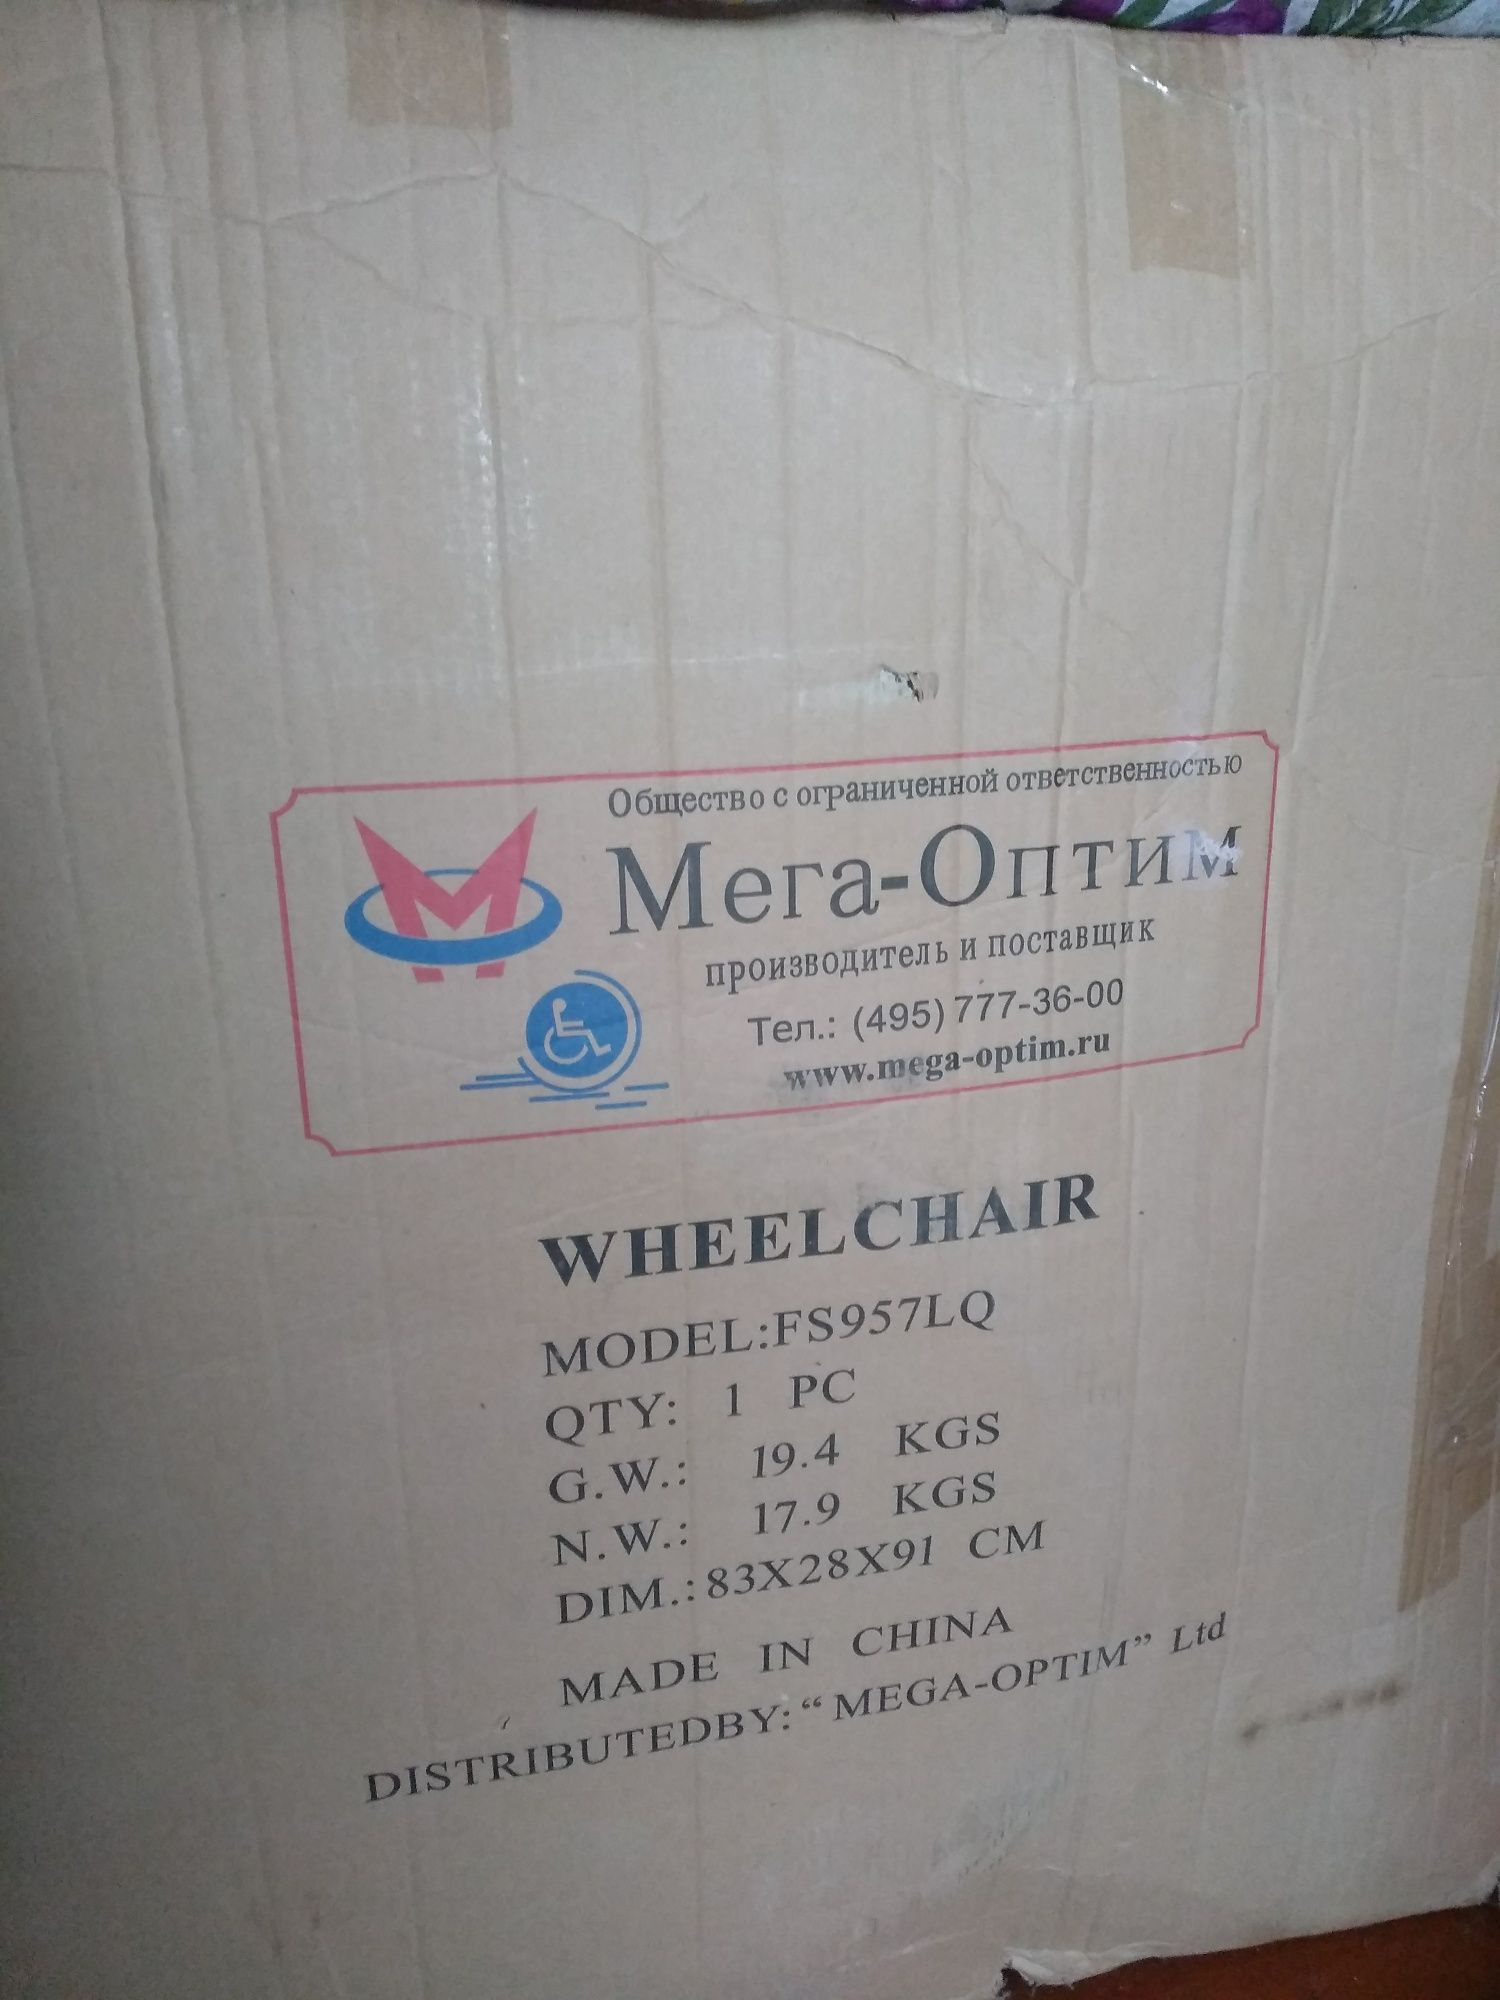 Общество с ограниченной ответственностью
Мега-Оптим
производитель и поставщик
Тел.: (495) 777-36-00
www.mega-optim.ru
WHEELCHAIR
MODEL:FS957LQ
QTY: 1 PC
G.W.: 19.4 KGS
N.W.: 17.9 KGS
DIM.:83X28X91 CM
MADE IN CHINA
DISTRIBUTEDBY:“MEGA-OPTIM” Ltd